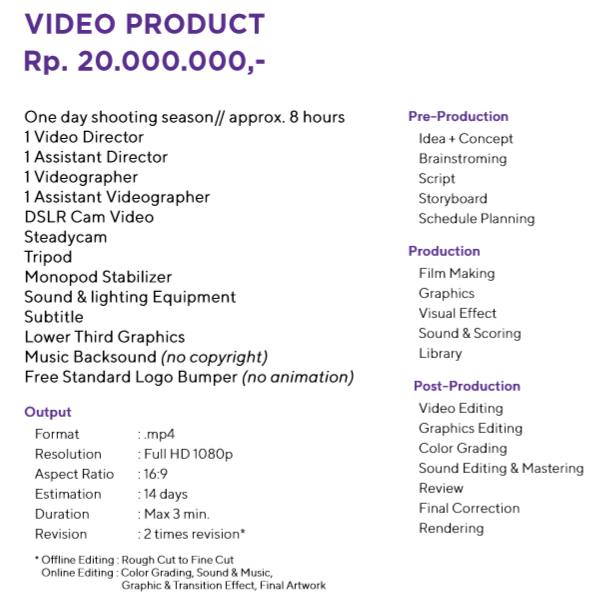 VIDEO PRODUCT
Rp. 20.000.000,-
One day shooting season// approx. 8 hours
1 Video Director
1 Assistant Director
1 Videographer
1 Assistant Videographer
DSLR Cam Video
Steadycam
Tripod
Monopod Stabilizer
Sound & lighting Equipment
Subtitle
Lower Third Graphics
Music Backsound (no copyright)
Free Standard Logo Bumper (no animation)
Output
Format : .mp4
Resolution : Full HD 1080p
Aspect Ratio : 16:9
Estimation : 14 days
Duration : Max 3 min.
Revision : 2 times revision*
* Offline Editing : Rough Cut to Fine Cut
Online Editing : Color Grading, Sound & Music,
Graphic & Transition Effect, Final Artwork
Pre-Production
Idea + Concept
Brainstroming
Script
Storyboard
Schedule Planning
Production
Film Making
Graphics
Visual Effect
Sound & Scoring
Library
Post-Production
Video Editing
Graphics Editing
Color Grading
Sound Editing & Mastering
Review
Final Correction
Rendering